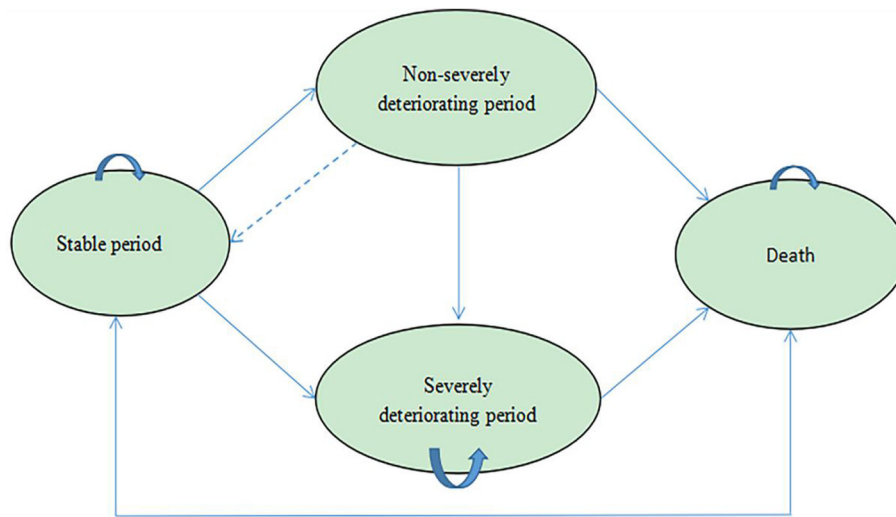 Non-severely
deteriorating period
Stable period
Death
Severely
deteriorating period